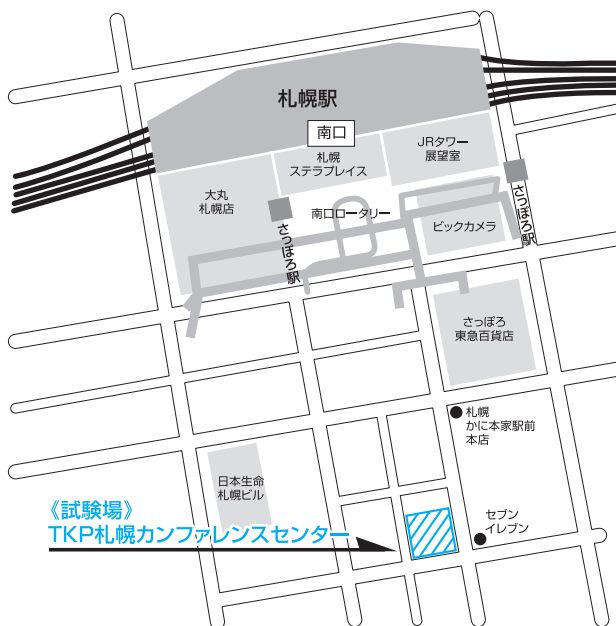 札幌駅
南口
札幌
ステラプレイス
JRタワー
展望室
大丸
札幌店
さっぽろ駅
南口ロータリー
ビックカメラ
さっぽろ駅
さっぽろ
東急百貨店
札幌
かに本家駅前
本店
日本生命
札幌ビル
《試験場》
TKP札幌カンファレンスセンター
セブン
イレブン